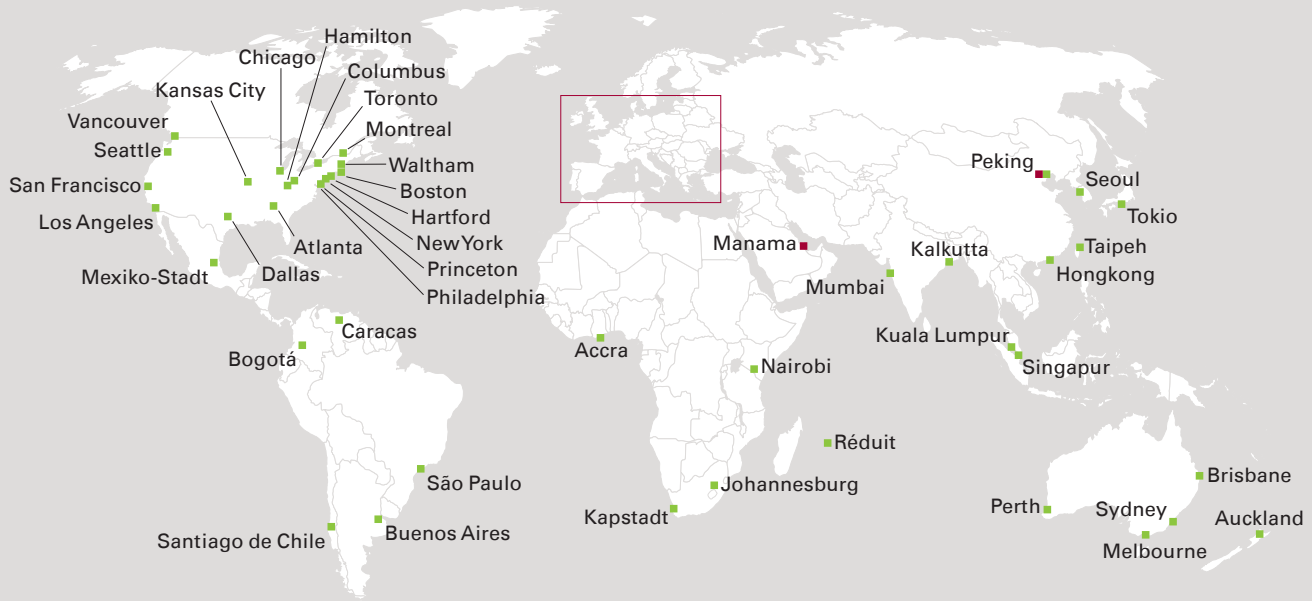 Hamilton
Chicago
Columbus
Kansas City
Toronto
Vancouver
Montreal
Seattle
Waltham
San Francisco
Boston
Los Angeles
Hartford
Atlanta
New York
Mexiko-Stadt
Dallas
Princeton
Philadelphia
Caracas
Bogotá
São Paulo
Santiago de Chile
Buenos Aires
Accra
Nairobi
Réduit
Johannesburg
Kapstadt
Manama
Peking
Seoul
Tokio
Kalkutta
Taipeh
Mumbai
Hongkong
Kuala Lumpur
Singapur
Brisbane
Perth
Sydney
Auckland
Melbourne